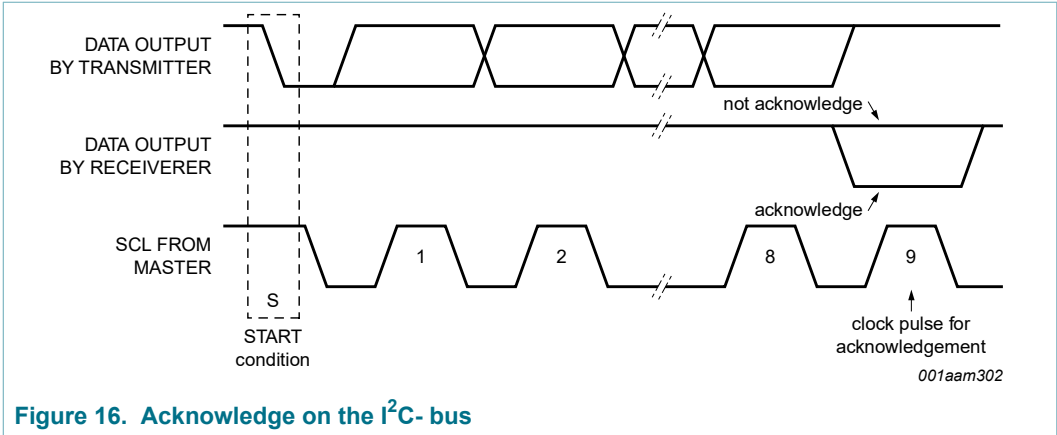 DATA OUTPUT
BY TRANSMITTER
not acknowledge
DATA OUTPUT
BY RECEIVERER
acknowledge
SCL FROM
MASTER
1
2
8
9
S
START
condition
clock pulse for
acknowledgement
001aam302
Figure 16. Acknowledge on the I²C- bus